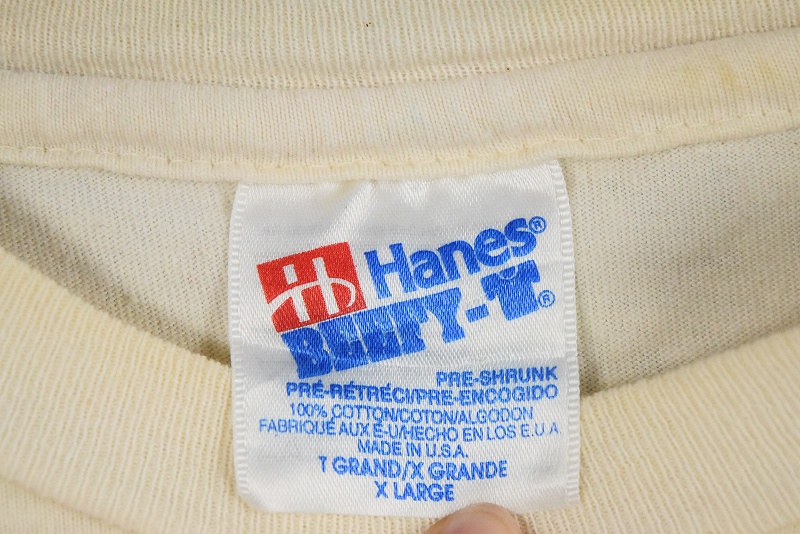 H Hanes®
BEEFY-T®
PRE-SHRUNK
PRÉ-RÉTRÉCI/PRE-ENCOGIDO
100% COTTON/COTON/ALGODON
FABRIQUÉ AUX É-U/HECHO EN LOS E.U.A.
MADE IN U.S.A.
T GRAND/X GRANDE
X LARGE